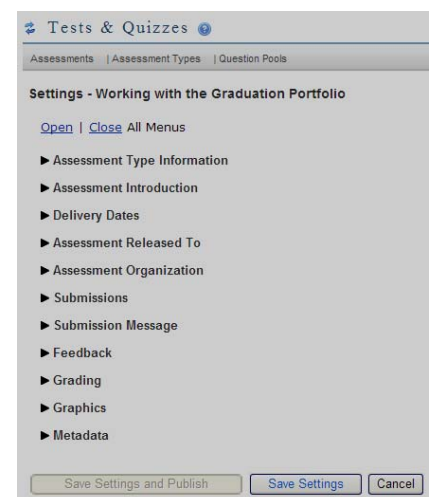 Tests & Quizzes
Assessments | Assessment Types | Question Pools
Settings - Working with the Graduation Portfolio
Open | Close All Menus
Assessment Type Information
Assessment Introduction
Delivery Dates
Assessment Released To
Assessment Organization
Submissions
Submission Message
Feedback
Grading
Graphics
Metadata
Save Settings and Publish Save Settings Cancel